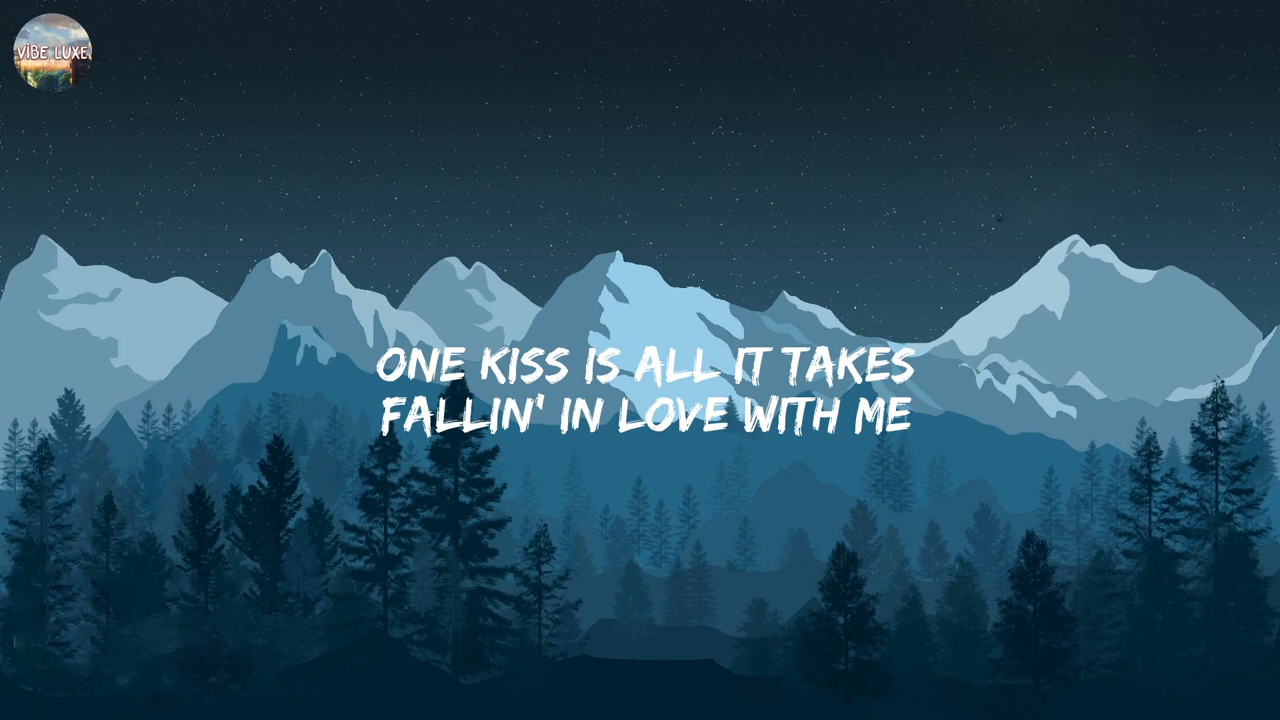 VIBE LUXE
ONE KISS IS ALL IT TAKES
FALLIN' IN LOVE WITH ME